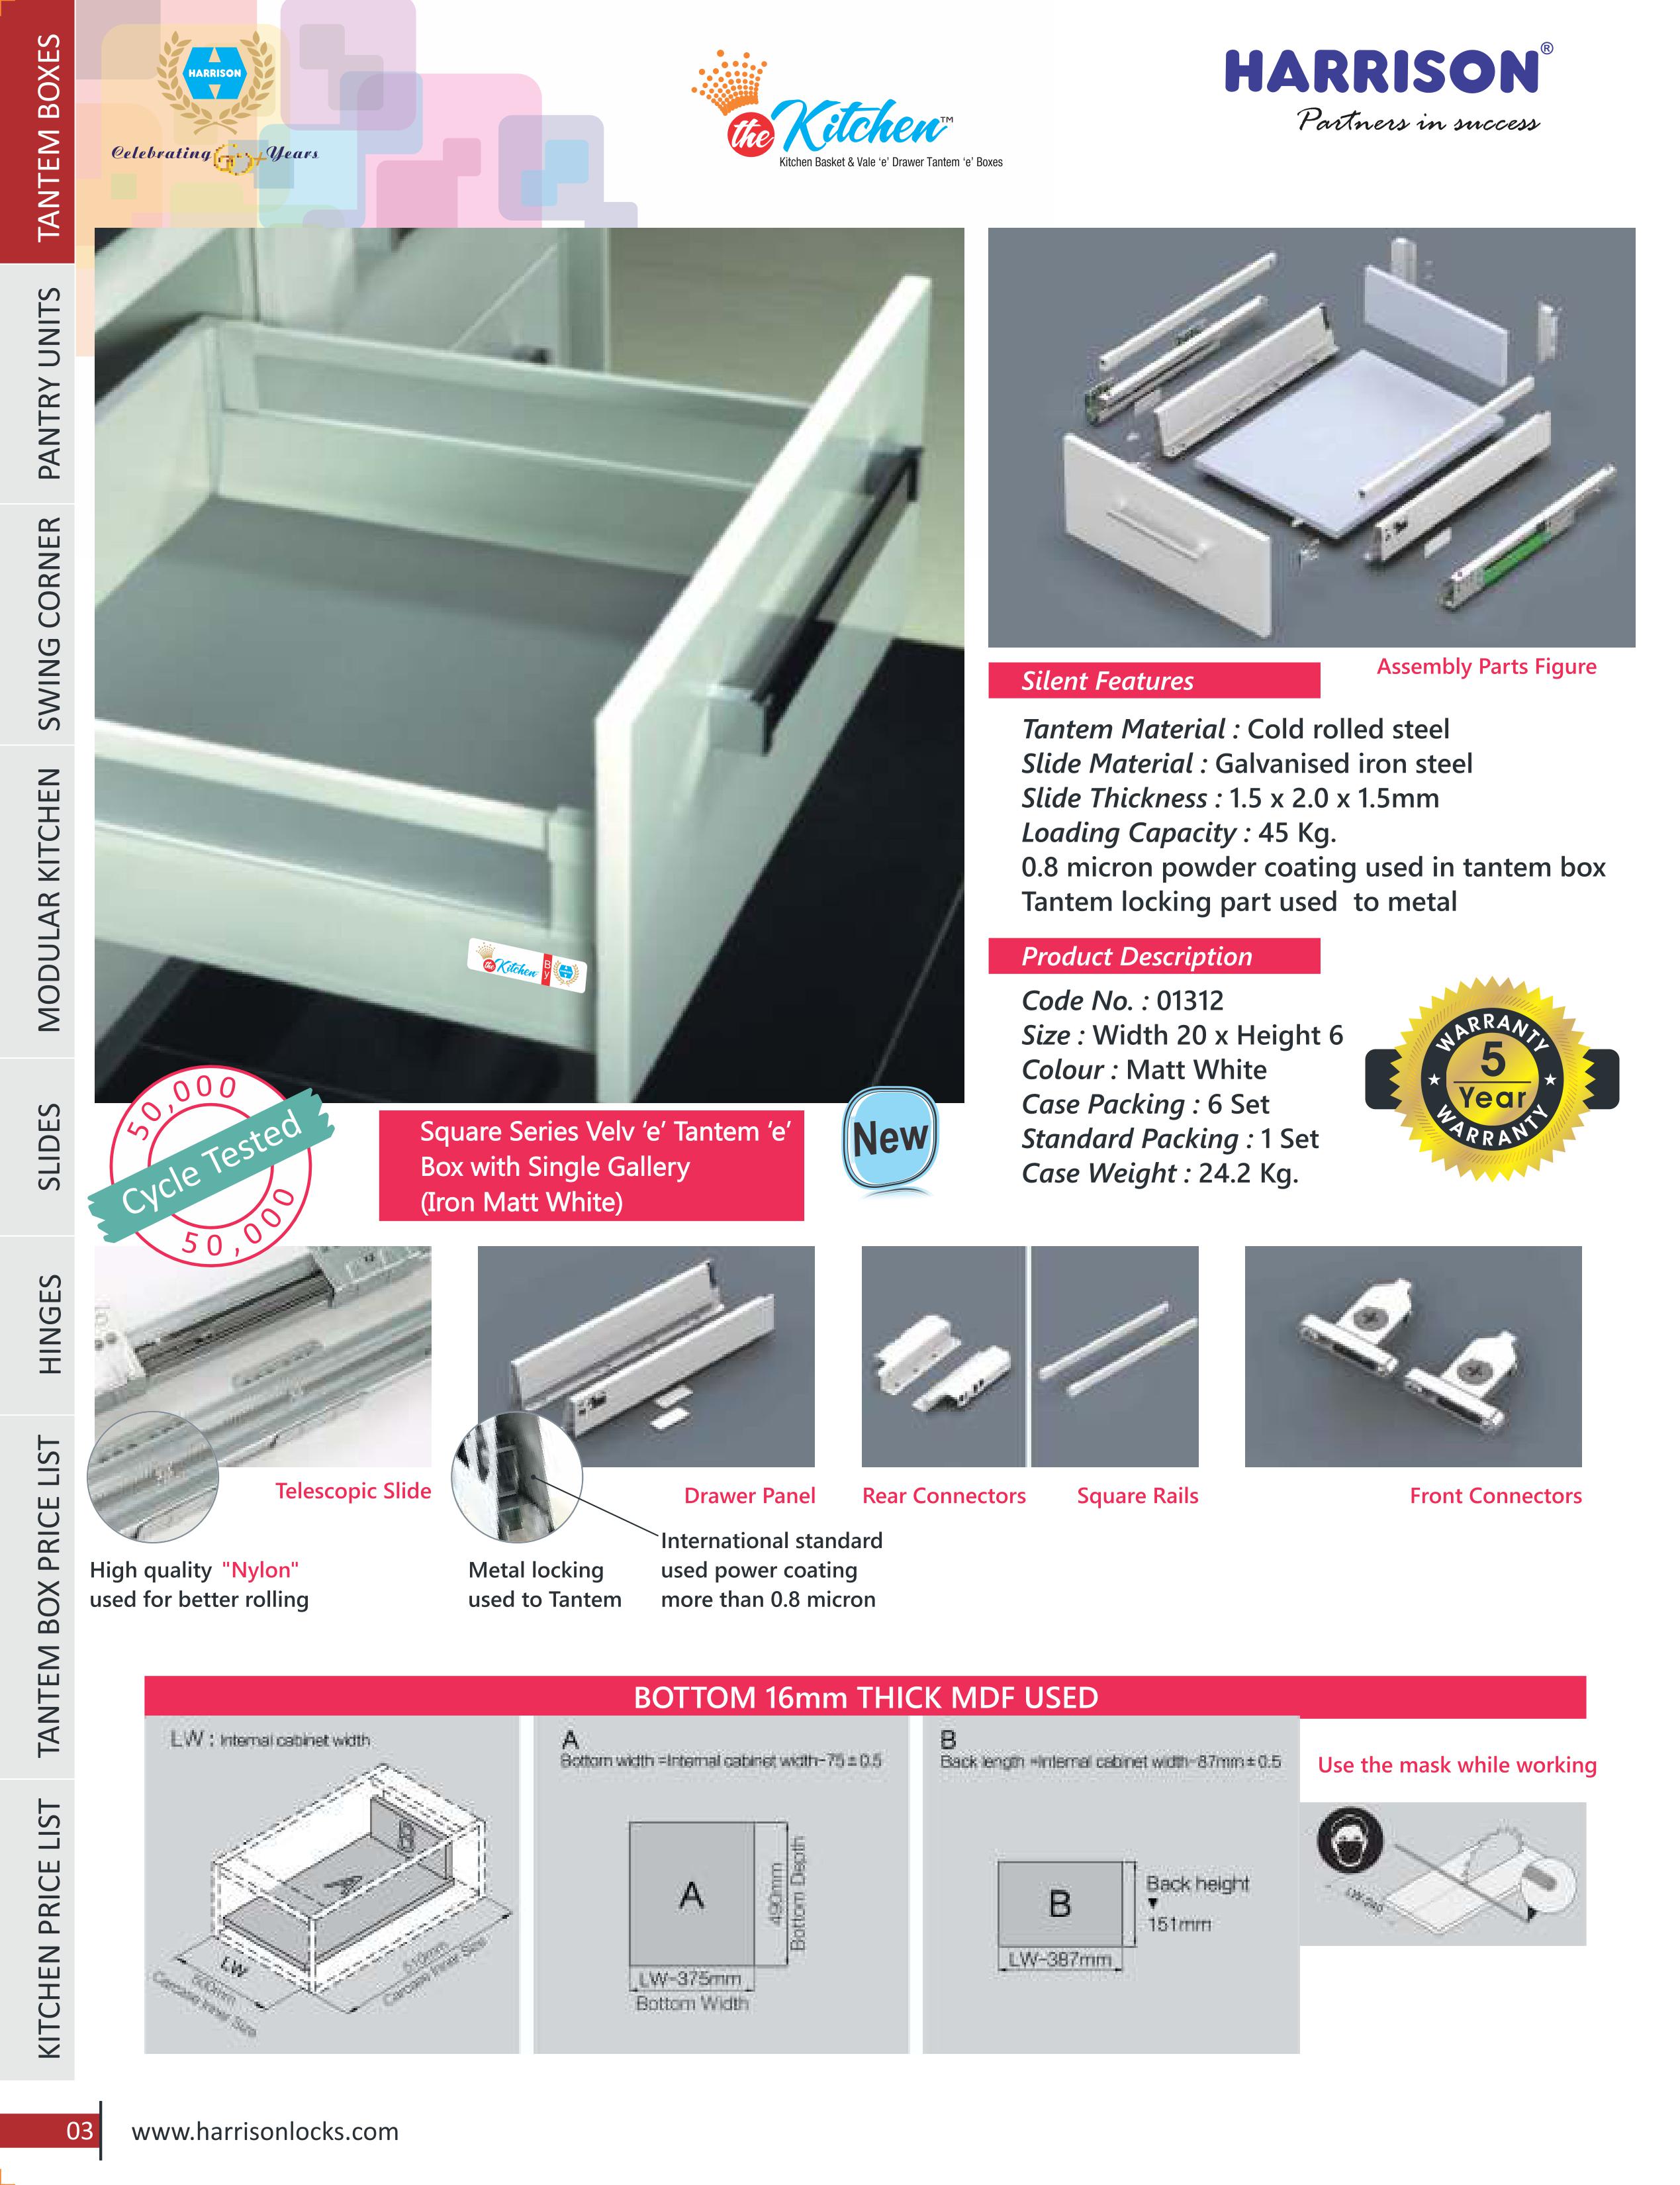 TANTEM BOXES
PANTRY UNITS
SWING CORNER
MODULAR KITCHEN
SLIDES
HINGES
TANTEM BOX PRICE LIST
KITCHEN PRICE LIST
HARRISON
Celebrating 60+ Years
the Kitchen™
Kitchen Basket & Vale 'e' Drawer Tantem 'e' Boxes
HARRISON®
Partners in success
the Kitchen BY
Assembly Parts Figure
Silent Features
Tantem Material : Cold rolled steel
Slide Material : Galvanised iron steel
Slide Thickness : 1.5 x 2.0 x 1.5mm
Loading Capacity : 45 Kg.
0.8 micron powder coating used in tantem box
Tantem locking part used to metal
Product Description
Code No. : 01312
Size : Width 20 x Height 6
Colour : Matt White
Case Packing : 6 Set
Standard Packing : 1 Set
Case Weight : 24.2 Kg.
WARRANTY
5
Year
WARRANTY
50,000
Cycle Tested
50,000
Square Series Velv 'e' Tantem 'e'
Box with Single Gallery
(Iron Matt White)
New
Telescopic Slide
Drawer Panel
Rear Connectors
Square Rails
Front Connectors
High quality "Nylon"
used for better rolling
Metal locking
used to Tantem
International standard
used power coating
more than 0.8 micron
BOTTOM 16mm THICK MDF USED
LW : Internal cabinet width
A
B
LW
500mm
Carcase Inner Size
510mm
Carcase Inner Size
A
Bottom width =Internal cabinet width-75±0.5
A
490mm
Bottom Depth
LW-375mm
Bottom Width
B
Back length =Internal cabinet width-87mm±0.5
B
Back height
151mm
LW-387mm
Use the mask while working
03
www.harrisonlocks.com